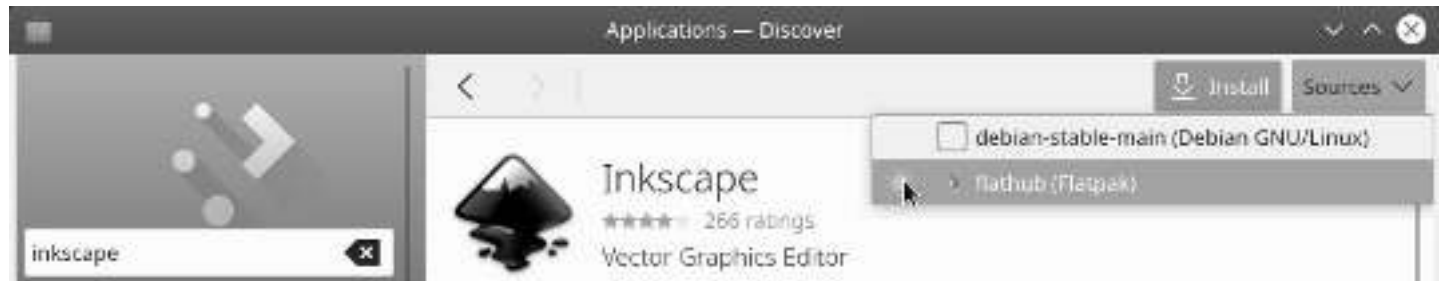 Applications — Discover
Install Sources
debian-stable-main (Debian GNU/Linux)
flathub (Flatpak)
Inkscape
266 ratings
Vector Graphics Editor
inkscape